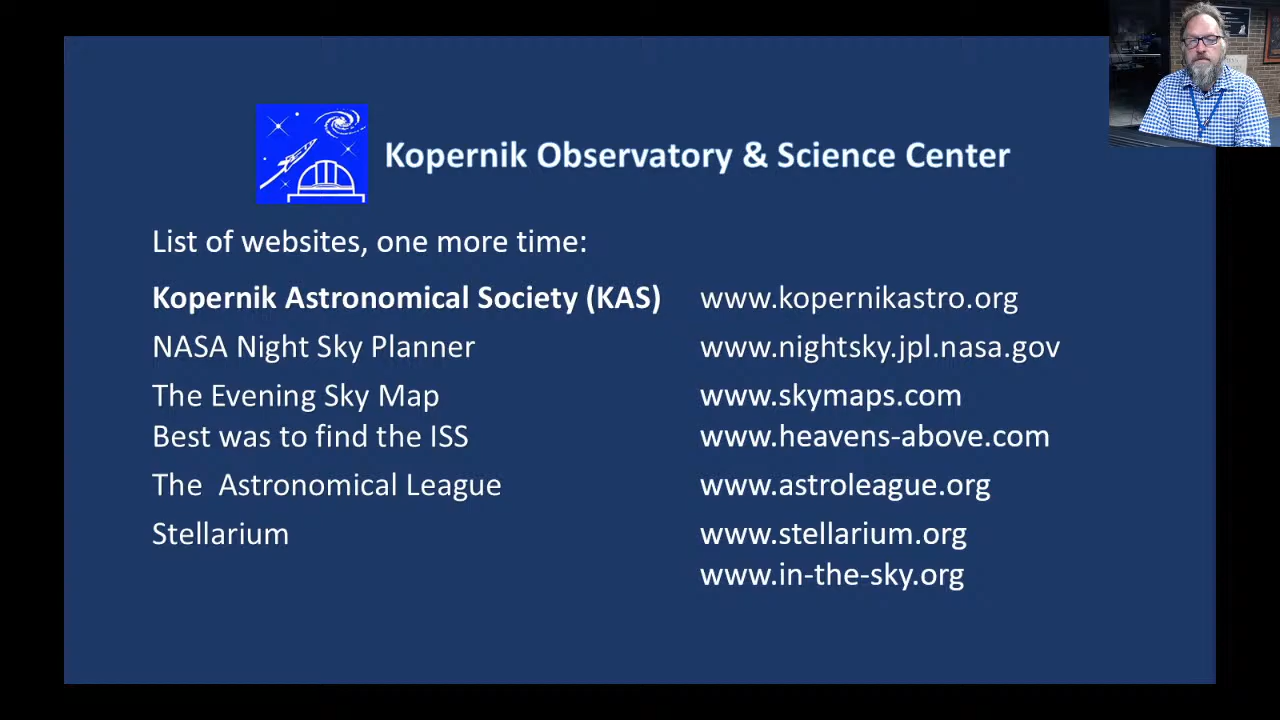 Kopernik Observatory & Science Center
List of websites, one more time:
Kopernik Astronomical Society (KAS) www.kopernikastro.org
NASA Night Sky Planner www.nightsky.jpl.nasa.gov
The Evening Sky Map www.skymaps.com
Best was to find the ISS www.heavens-above.com
The  Astronomical League www.astroleague.org
Stellarium www.stellarium.org
www.in-the-sky.org